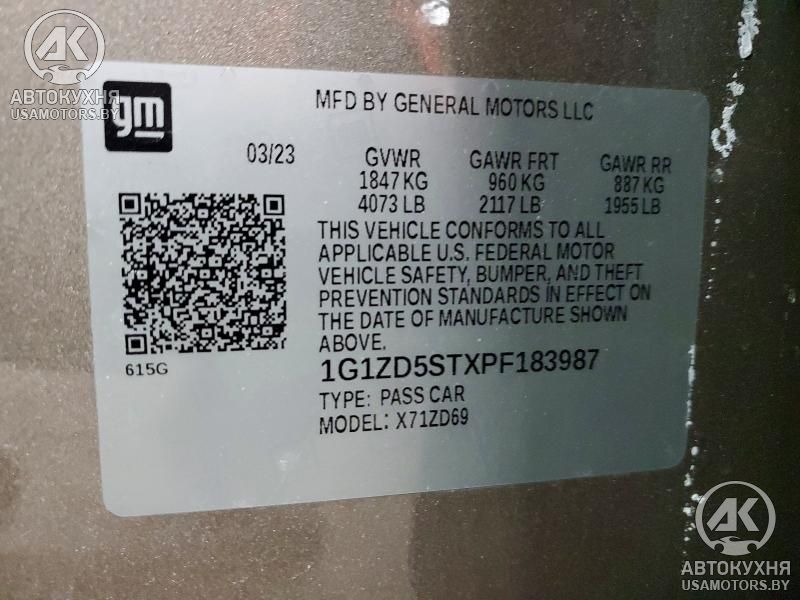 AK
АВТОКУХНЯ
USAMOTORS.BY
gm
MFD BY GENERAL MOTORS LLC
03/23
GVWR GAWR FRT GAWR RR
1847 KG 960 KG 887 KG
4073 LB 2117 LB 1955 LB
THIS VEHICLE CONFORMS TO ALL
APPLICABLE U.S. FEDERAL MOTOR
VEHICLE SAFETY, BUMPER, AND THEFT
PREVENTION STANDARDS IN EFFECT ON
THE DATE OF MANUFACTURE SHOWN
ABOVE.
615G
1G1ZD5STXPF183987
TYPE: PASS CAR
MODEL: X71ZD69
AK
АВТОКУХНЯ
USAMOTORS.BY